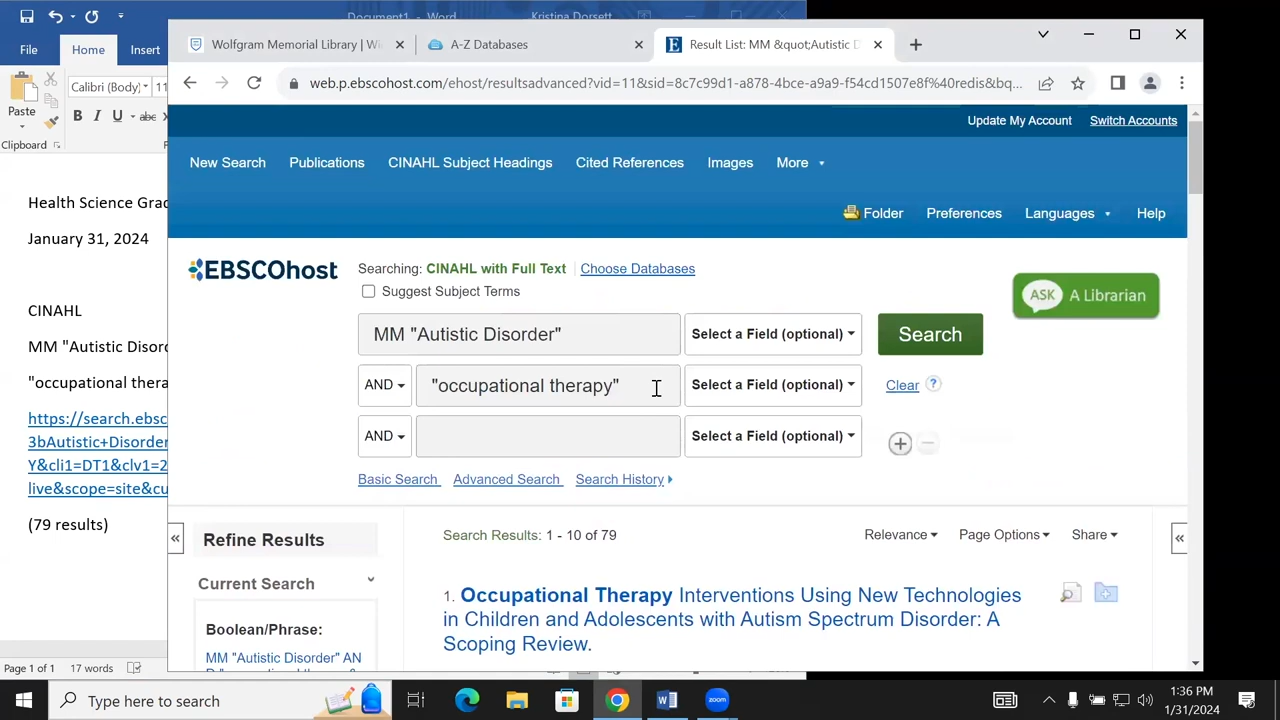 Document1 - Word
Kristina Dorsett
File
Home
Insert
Paste
Calibri (Body)
11
B I U abc
Clipboard
Health Science Grad
January 31, 2024
CINAHL
MM "Autistic Disord
"occupational thera
https://search.ebsc
3bAutistic+Disorder
Y&cli1=DT1&clv1=2
live&scope=site&cu
(79 results)
Page 1 of 1 17 words
Wolfgram Memorial Library | Wi
A-Z Databases
Result List: MM &quot;Autistic D
web.p.ebscohost.com/ehost/resultsadvanced?vid=11&sid=8c7c99d1-a878-4bce-a9a9-f54cd1507e8f%40redis&bq...
Update My Account Switch Accounts
New Search Publications CINAHL Subject Headings Cited References Images More
Folder Preferences Languages Help
EBSCOhost
Searching: CINAHL with Full Text Choose Databases
Suggest Subject Terms
ASK A Librarian
MM "Autistic Disorder" Select a Field (optional) Search
AND "occupational therapy" Select a Field (optional) Clear ?
AND Select a Field (optional)
Basic Search Advanced Search Search History
« Refine Results
Search Results: 1 - 10 of 79 Relevance Page Options Share «
Current Search
Boolean/Phrase:
MM "Autistic Disorder" AN
1. Occupational Therapy Interventions Using New Technologies
in Children and Adolescents with Autism Spectrum Disorder: A
Scoping Review.
Type here to search
zoom
1:36 PM
1/31/2024